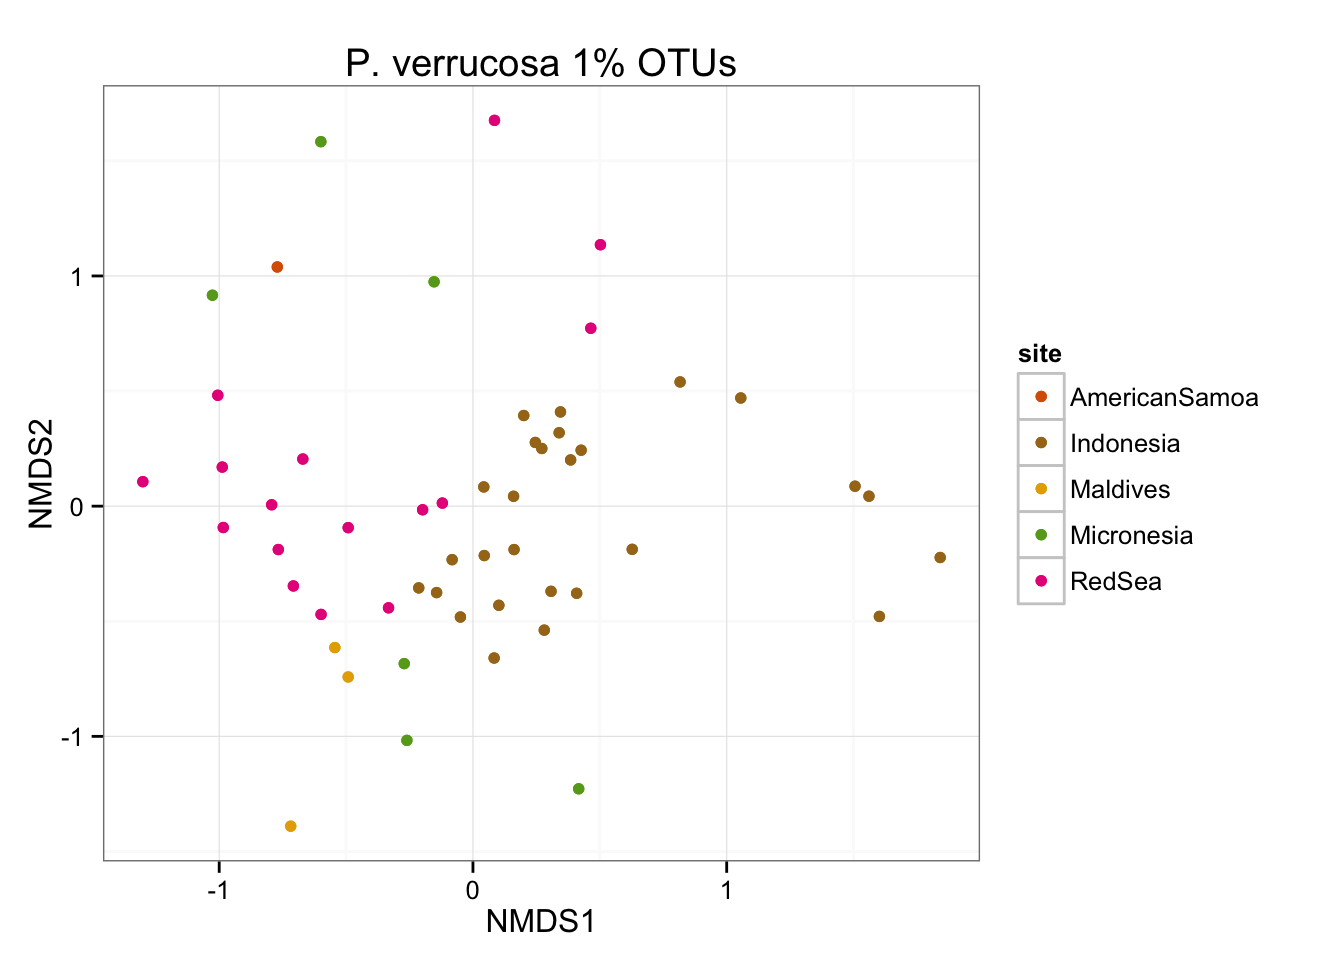 P. verrucosa 1% OTUs
NMDS2
1
0
-1
-1
0
1
NMDS1
site
AmericanSamoa
Indonesia
Maldives
Micronesia
RedSea